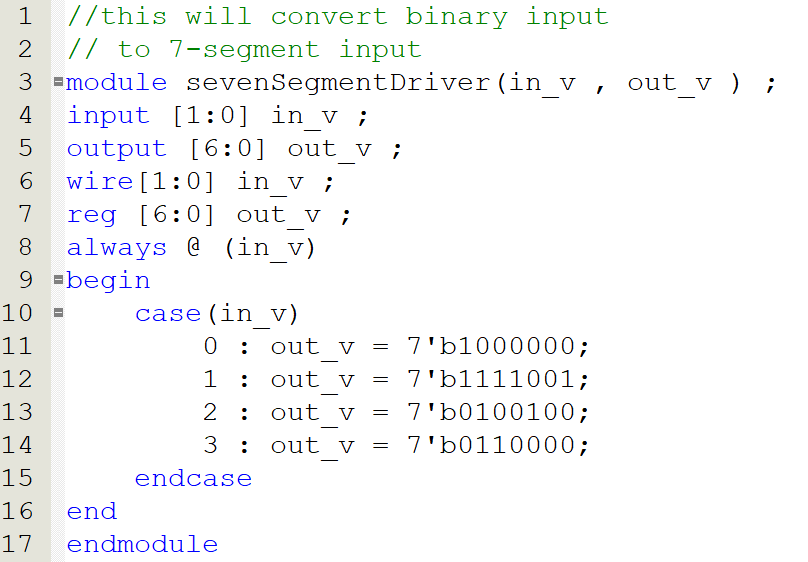 1 //this will convert binary input
2 // to 7-segment input
3 module sevenSegmentDriver(in_v , out_v ) ;
4 input [1:0] in_v ;
5 output [6:0] out_v ;
6 wire[1:0] in_v ;
7 reg [6:0] out_v ;
8 always @ (in_v)
9 begin
10     case(in_v)
11         0 : out_v = 7'b1000000;
12         1 : out_v = 7'b1111001;
13         2 : out_v = 7'b0100100;
14         3 : out_v = 7'b0110000;
15     endcase
16 end
17 endmodule